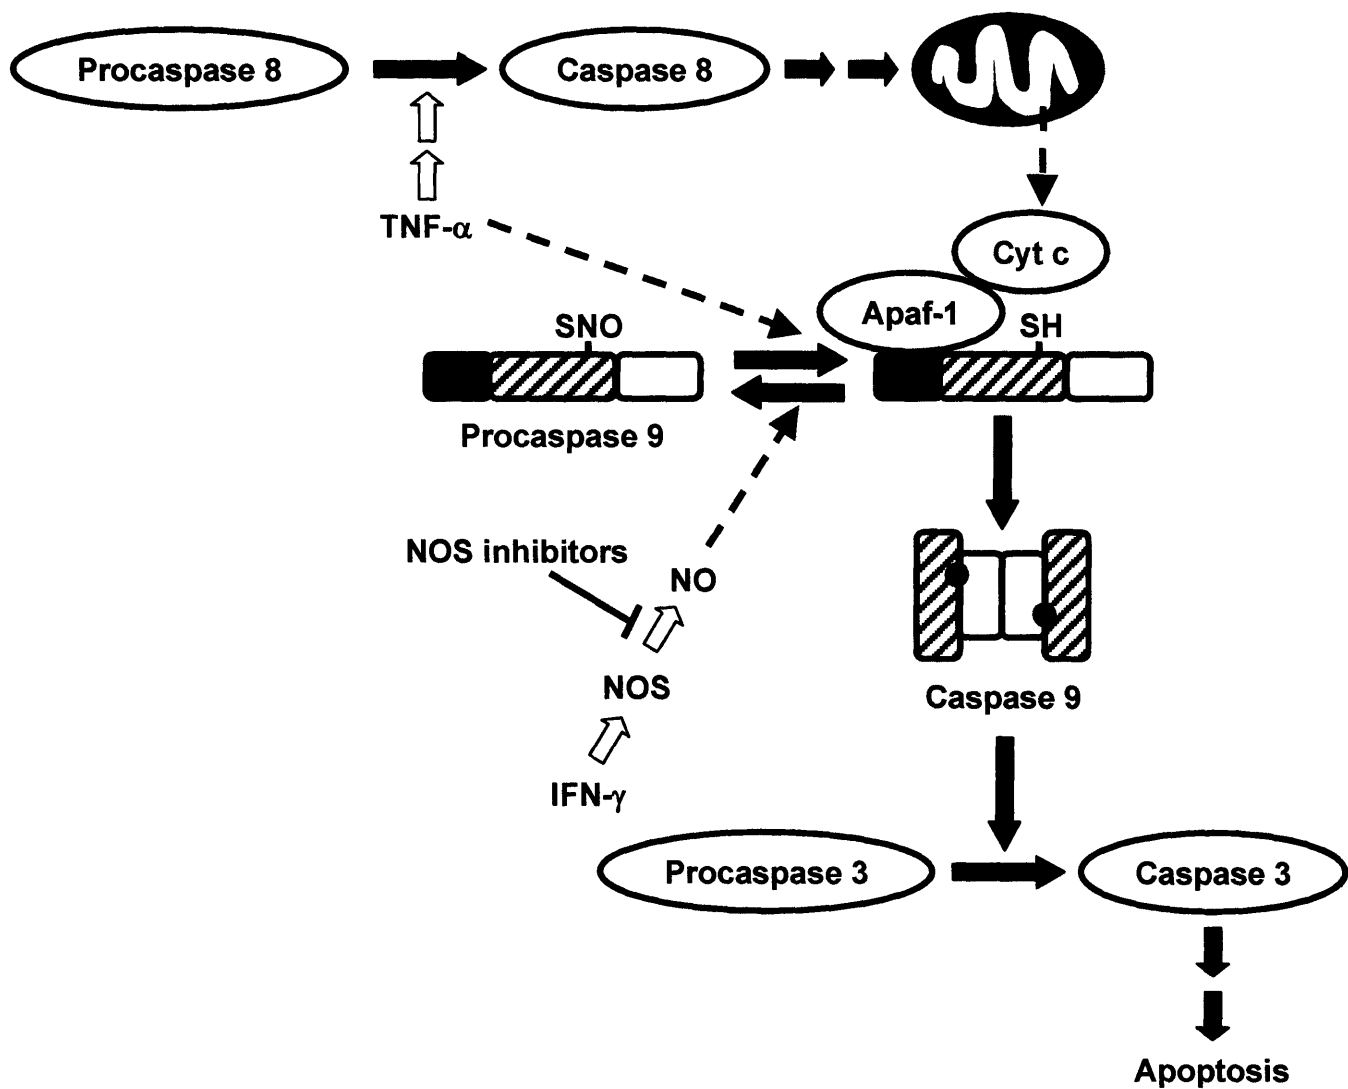 Procaspase 8
Caspase 8
TNF-α
Cyt c
Apaf-1
SNO
SH
Procaspase 9
NOS inhibitors
NO
NOS
Caspase 9
IFN-γ
Procaspase 3
Caspase 3
Apoptosis